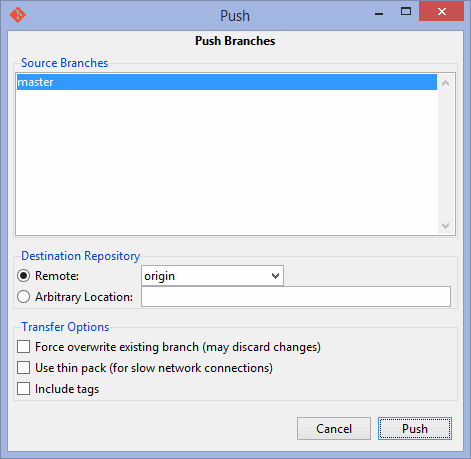 Push
Push Branches
Source Branches
master
Destination Repository
Remote: origin
Arbitrary Location:
Transfer Options
Force overwrite existing branch (may discard changes)
Use thin pack (for slow network connections)
Include tags
Cancel Push